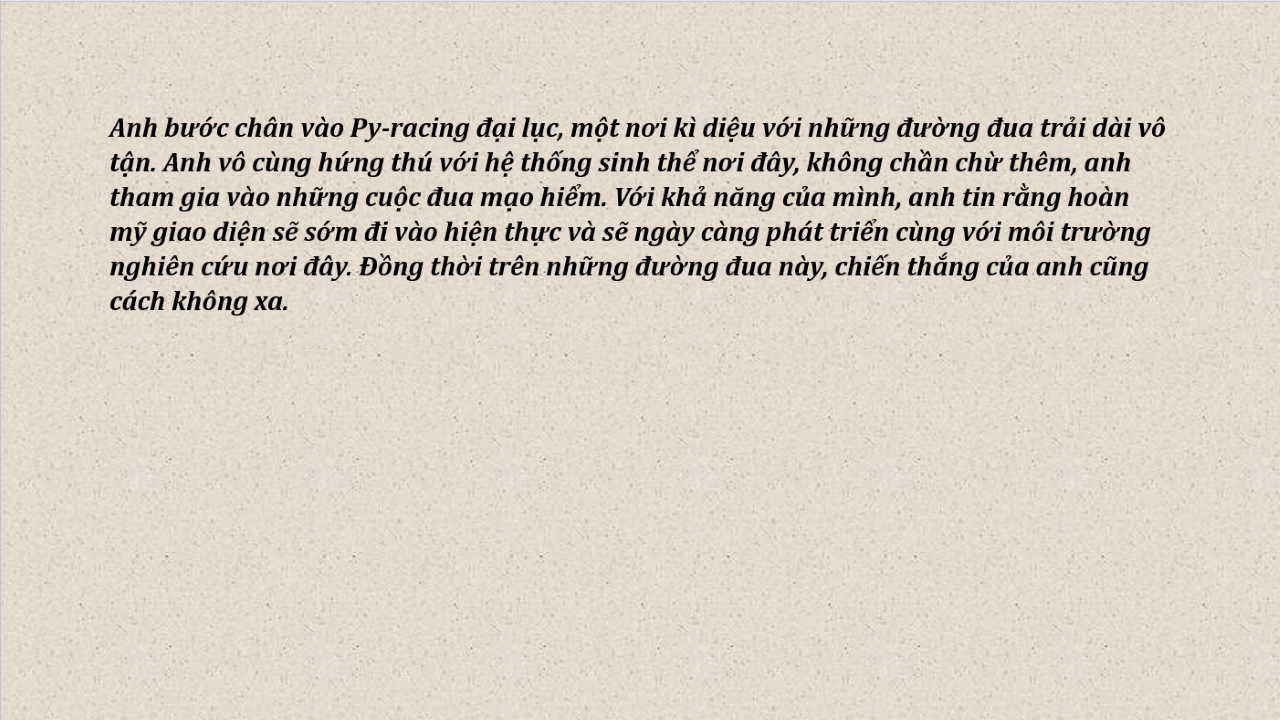 Anh bước chân vào Py-racing đại lục, một nơi kì diệu với những đường đua trải dài vô
tận. Anh vô cùng hứng thú với hệ thống sinh thể nơi đây, không chần chừ thêm, anh
tham gia vào những cuộc đua mạo hiểm. Với khả năng của mình, anh tin rằng hoàn
mỹ giao diện sẽ sớm đi vào hiện thực và sẽ ngày càng phát triển cùng với môi trường
nghiên cứu nơi đây. Đồng thời trên những đường đua này, chiến thắng của anh cũng
cách không xa.